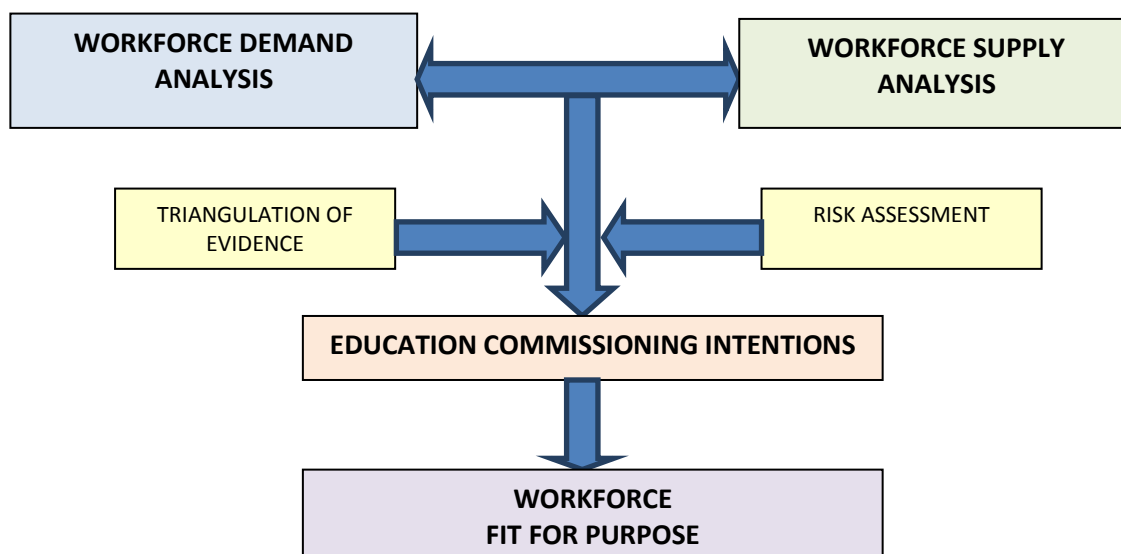 WORKFORCE DEMAND
ANALYSIS
WORKFORCE SUPPLY
ANALYSIS
TRIANGULATION OF
EVIDENCE
RISK ASSESSMENT
EDUCATION COMMISSIONING INTENTIONS
WORKFORCE
FIT FOR PURPOSE